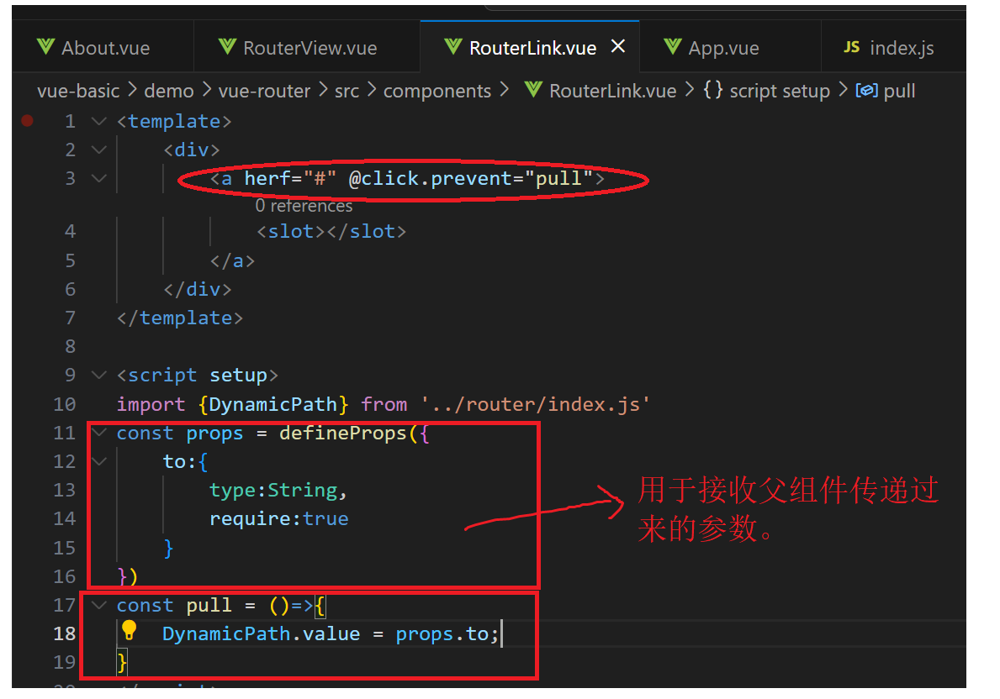 About.vue RouterView.vue RouterLink.vue App.vue JS index.js
vue-basic > demo > vue-router > src > components > RouterLink.vue > {} script setup > pull
1 <template>
2 <div>
3 <a herf="#" @click.prevent="pull">
0 references
4 <slot></slot>
5 </a>
6 </div>
7 </template>
8
9 <script setup>
10 import {DynamicPath} from '../router/index.js'
11 const props = defineProps({
12 to:{
13 type:String,
14 require:true
15 }
16 })
用于接收父组件传递过
来的参数。
17 const pull = ()=>{
18 DynamicPath.value = props.to;
19 }